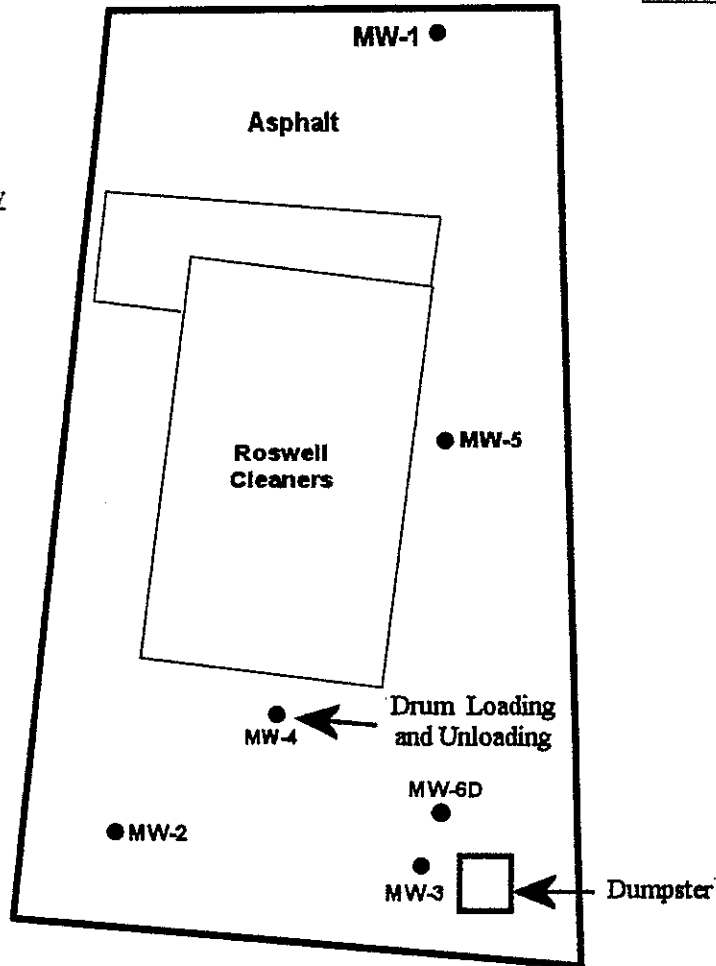 MW-1
Asphalt
Roswell
Cleaners
MW-5
Drum Loading
and Unloading
MW-4
MW-6D
MW-2
MW-3
Dumpster